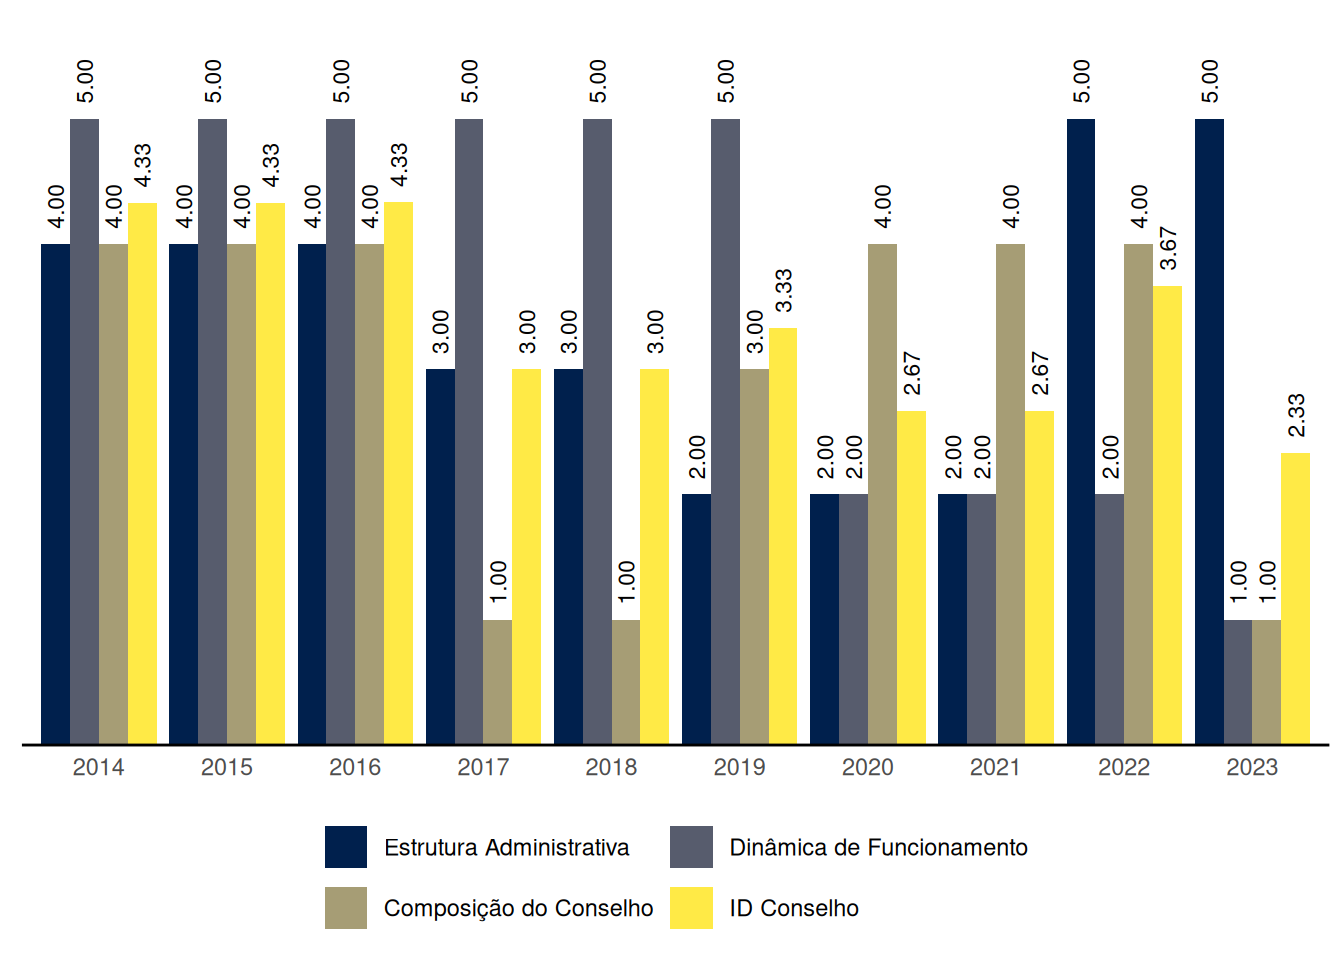 4.00 5.00 4.00 4.33 4.00 5.00 4.00 4.33 4.00 5.00 4.00 4.33 3.00 5.00 1.00 3.00 3.00 5.00 1.00 3.00 2.00 5.00 3.00 3.33 2.00 2.00 4.00 2.67 2.00 2.00 4.00 2.67 5.00 2.00 4.00 3.67 5.00 1.00 1.00 2.33
2014 2015 2016 2017 2018 2019 2020 2021 2022 2023
Estrutura Administrativa Dinâmica de Funcionamento
Composição do Conselho ID Conselho